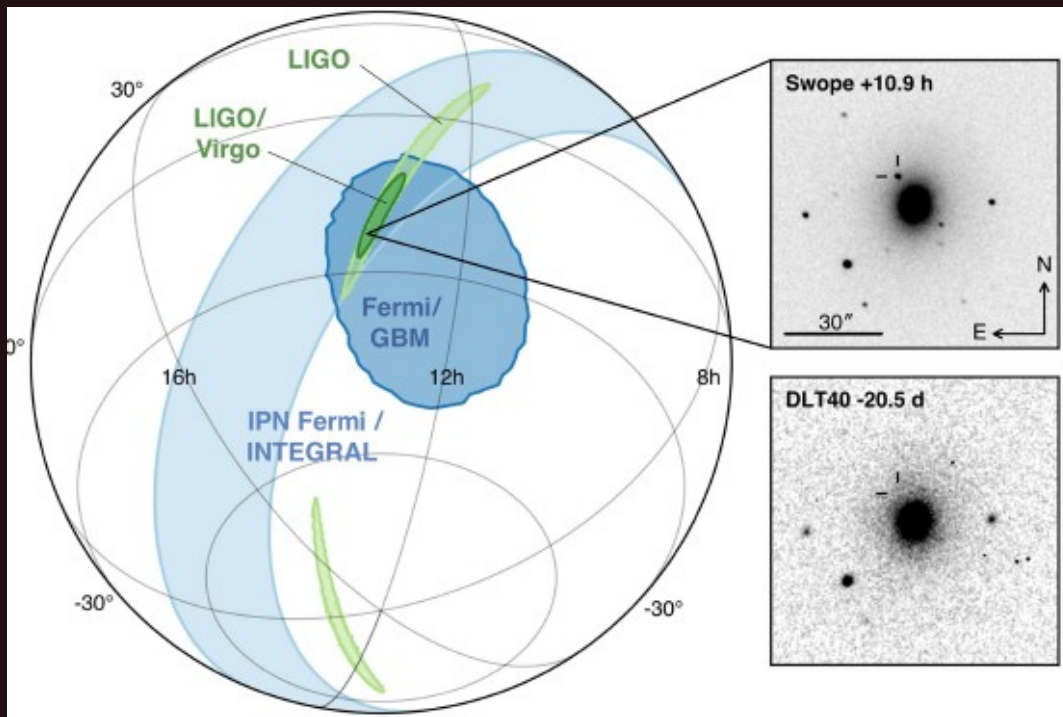 LIGO
LIGO/
Virgo
30°
Fermi/
GBM
0°
16h
12h
8h
IPN Fermi /
INTEGRAL
-30°
-30°
Swope +10.9 h
N
30″
E
DLT40 -20.5 d